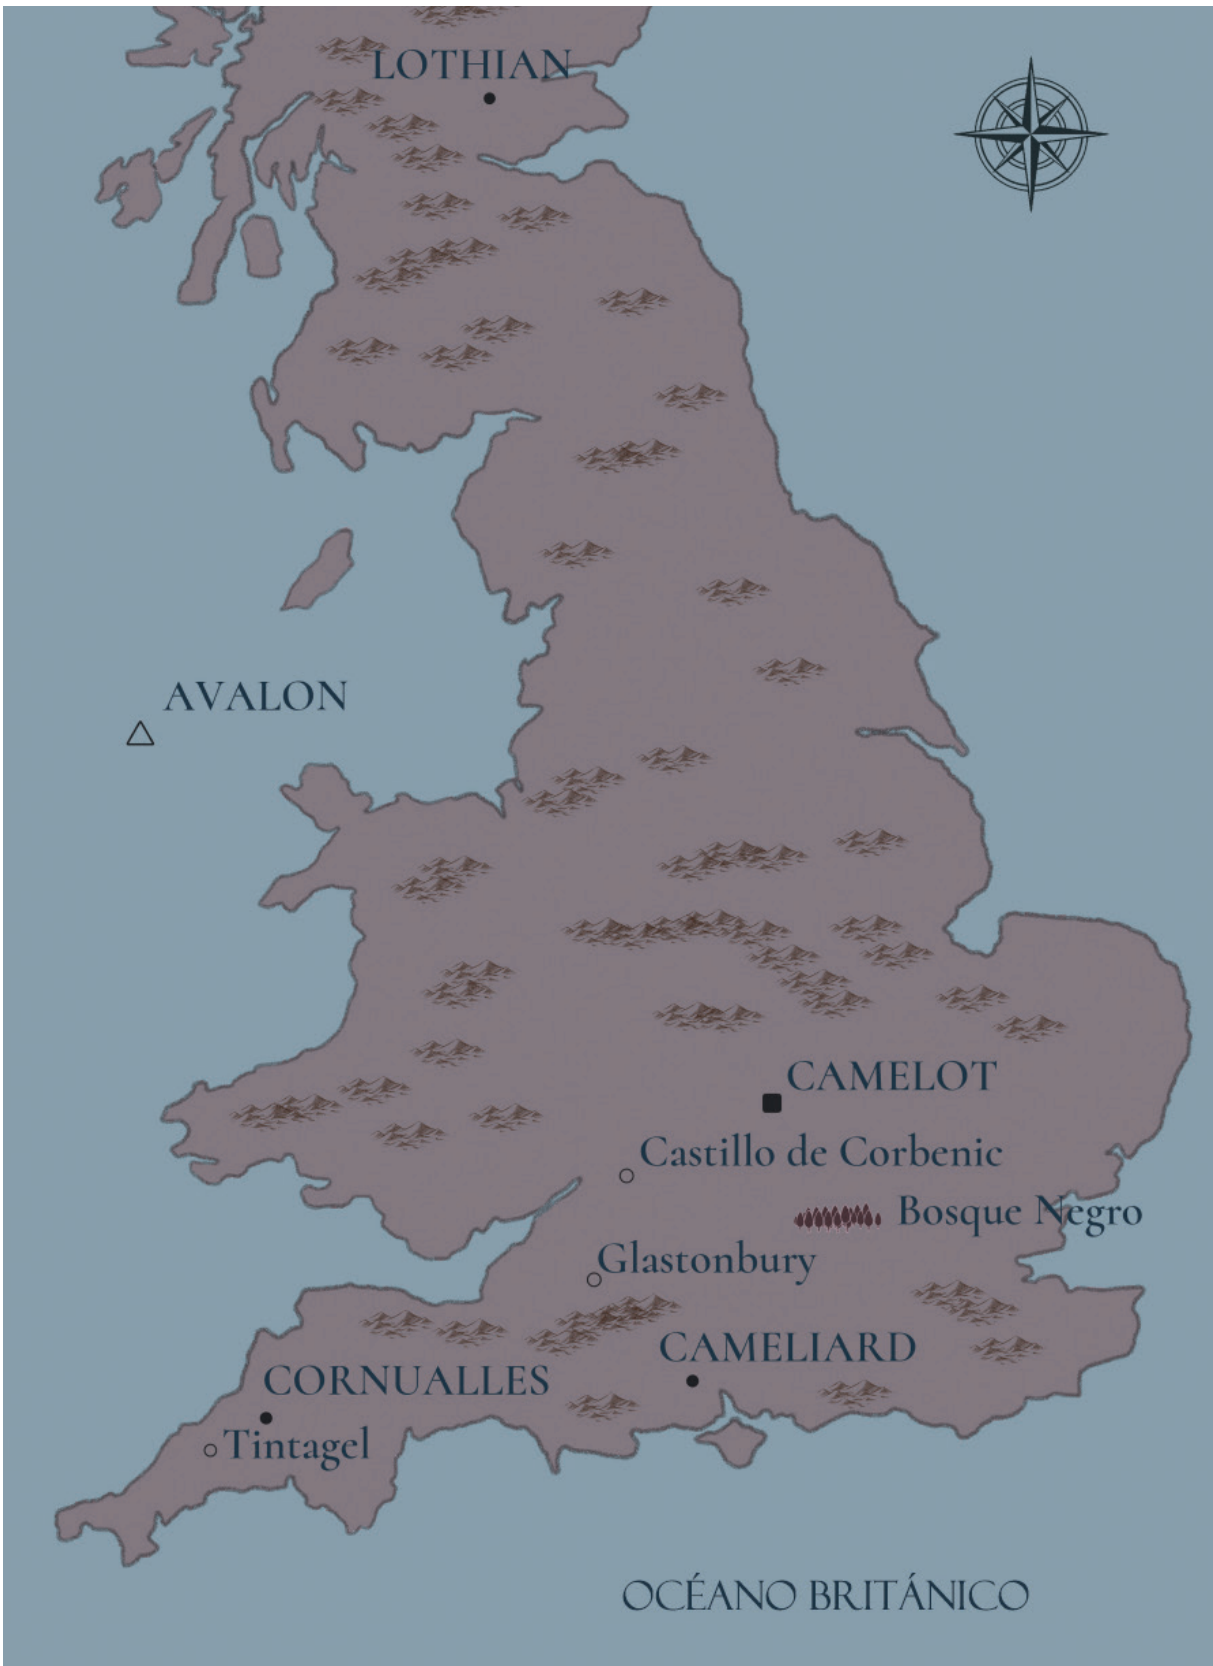 LOTHIAN
AVALON
CAMELOT
Castillo de Corbenic
Bosque Negro
Glastonbury
CAMELIARD
CORNUALLES
Tintagel
OCÉANO BRITÁNICO